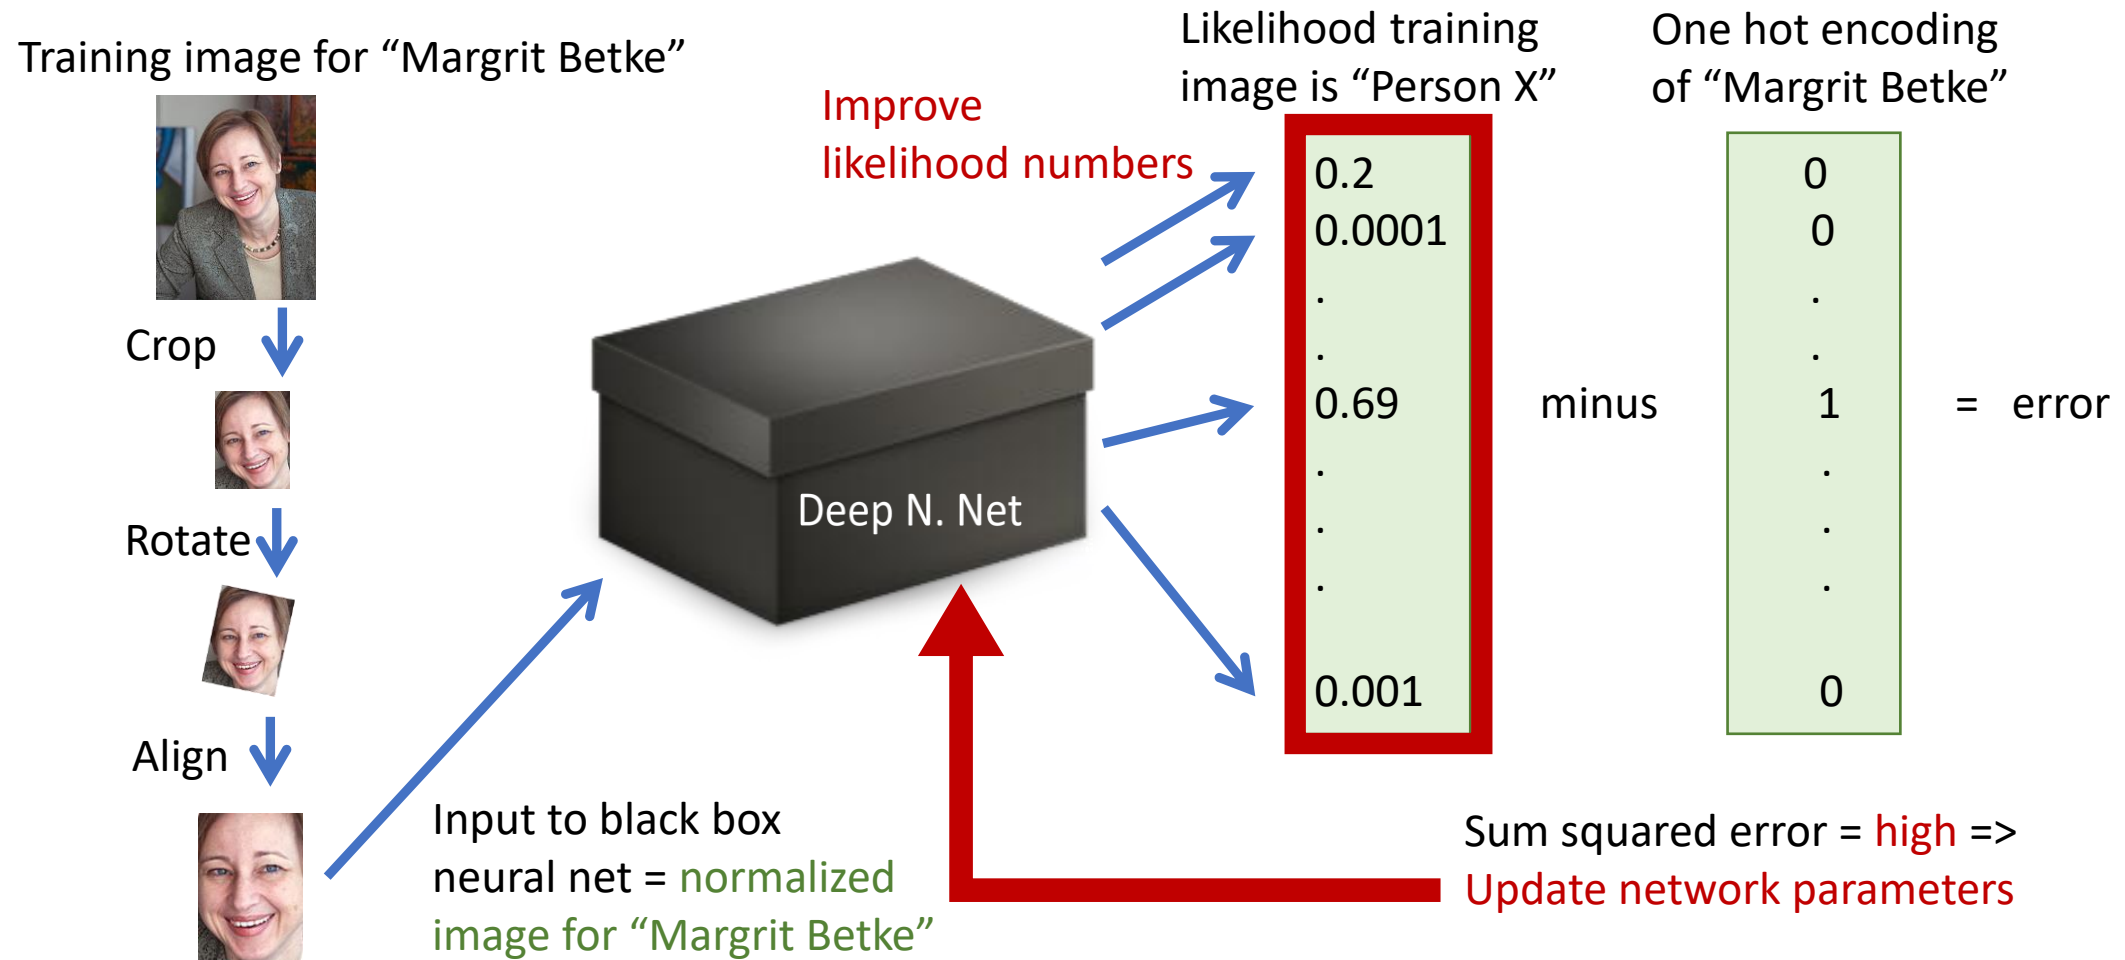 Training image for “Margrit Betke”
Crop
Rotate
Align
Input to black box
neural net = normalized
image for “Margrit Betke”
Deep N. Net
Improve
likelihood numbers
Likelihood training
image is “Person X”
0.2
0.0001
.
.
0.69
.
.
.
0.001
minus
One hot encoding
of “Margrit Betke”
0
0
.
.
1
.
.
.
0
= error
Sum squared error = high =>
Update network parameters